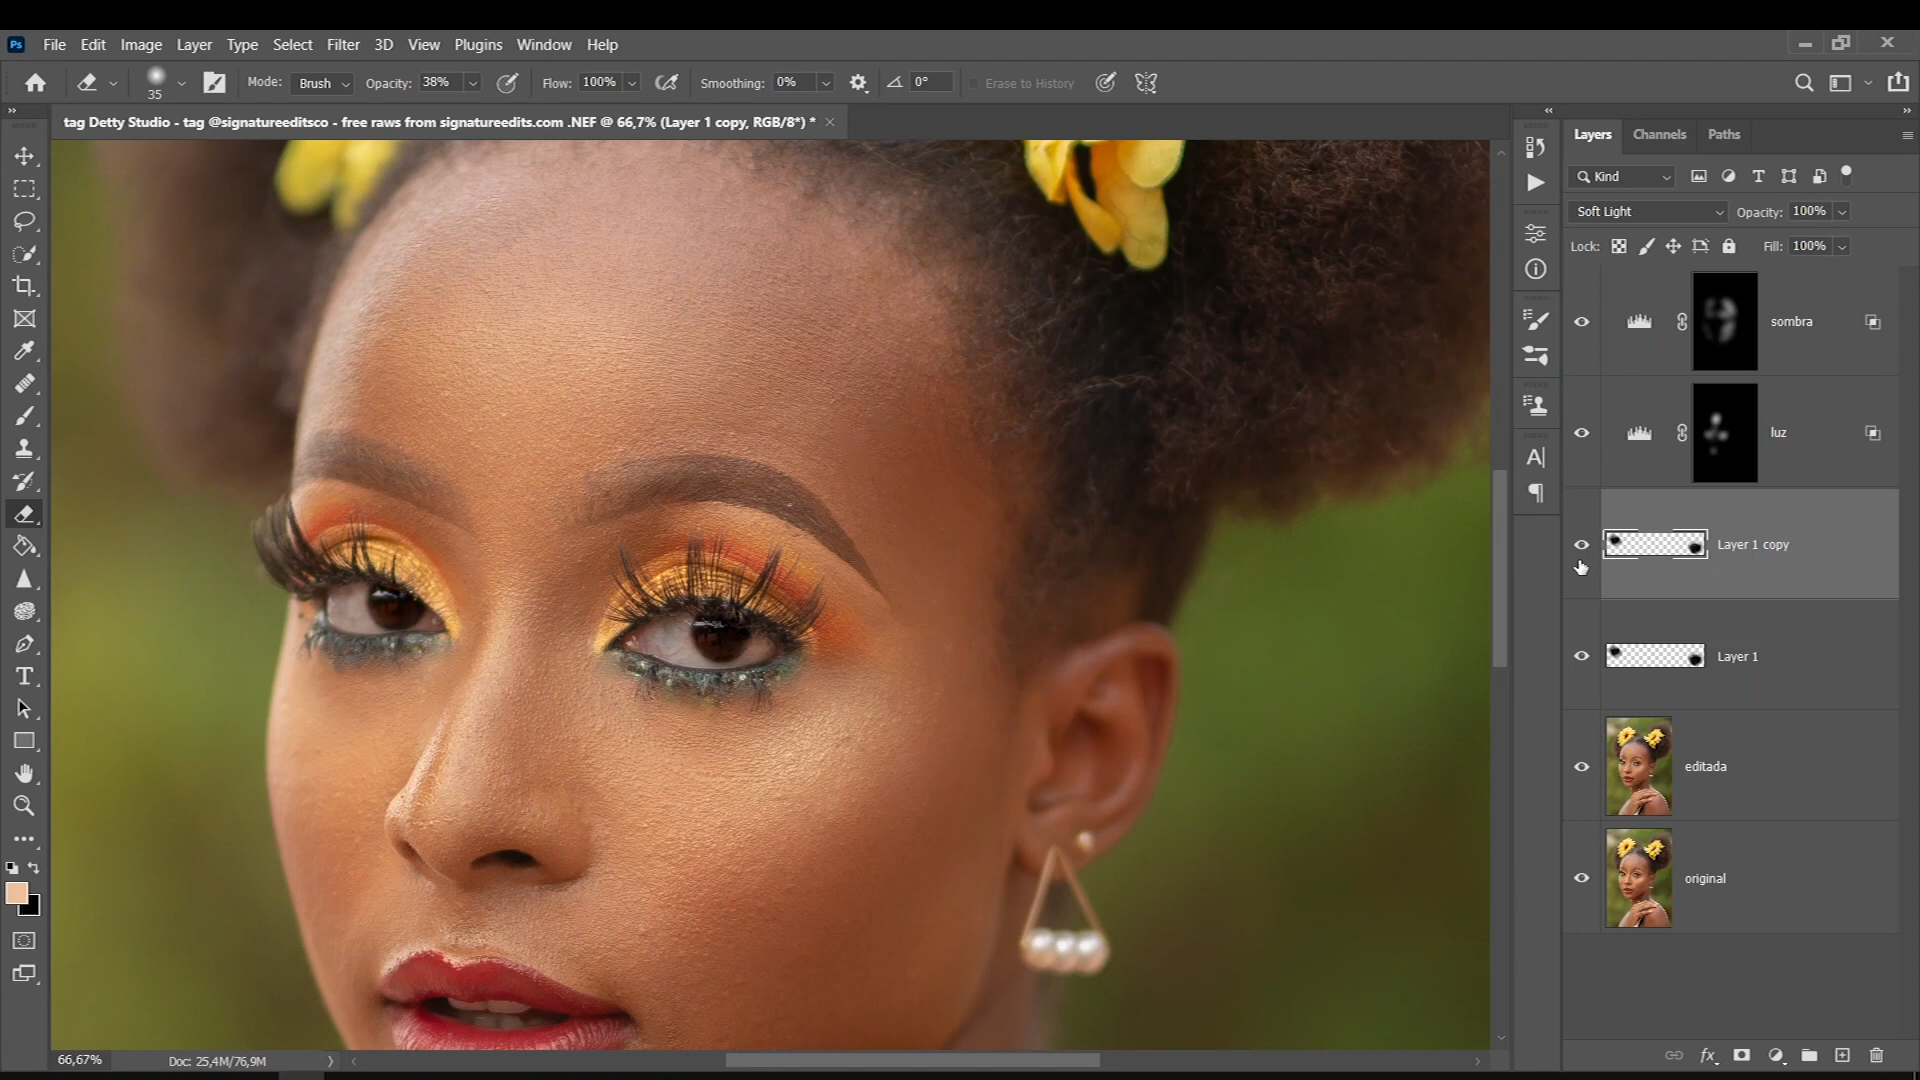 Ps File Edit Image Layer Type Select Filter 3D View Plugins Window Help
35 Mode: Brush Opacity: 38% Flow: 100% Smoothing: 0% 0° Erase to History
tag Detty Studio - tag @signatureeditsco - free raws from signatureedits.com .NEF @ 66,7% (Layer 1 copy, RGB/8*) *
Layers Channels Paths
Kind
Soft Light Opacity: 100%
Lock: Fill: 100%
sombra
luz
Layer 1 copy
Layer 1
editada
original
66,67% Doc: 25,4M/76,9M
fx